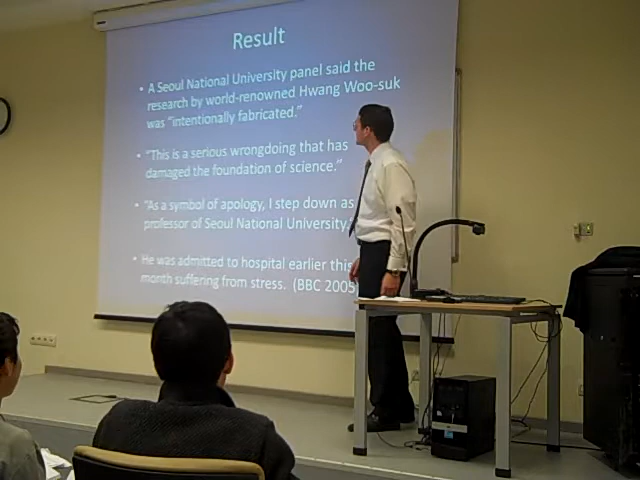 Result
• A Seoul National University panel said the
research by world-renowned Hwang Woo-suk
was “intentionally fabricated.”
• “This is a serious wrongdoing that has
damaged the foundation of science.”
• “As a symbol of apology, I step down as
professor of Seoul National University.”
• He was admitted to hospital earlier this
month suffering from stress. (BBC 2005)